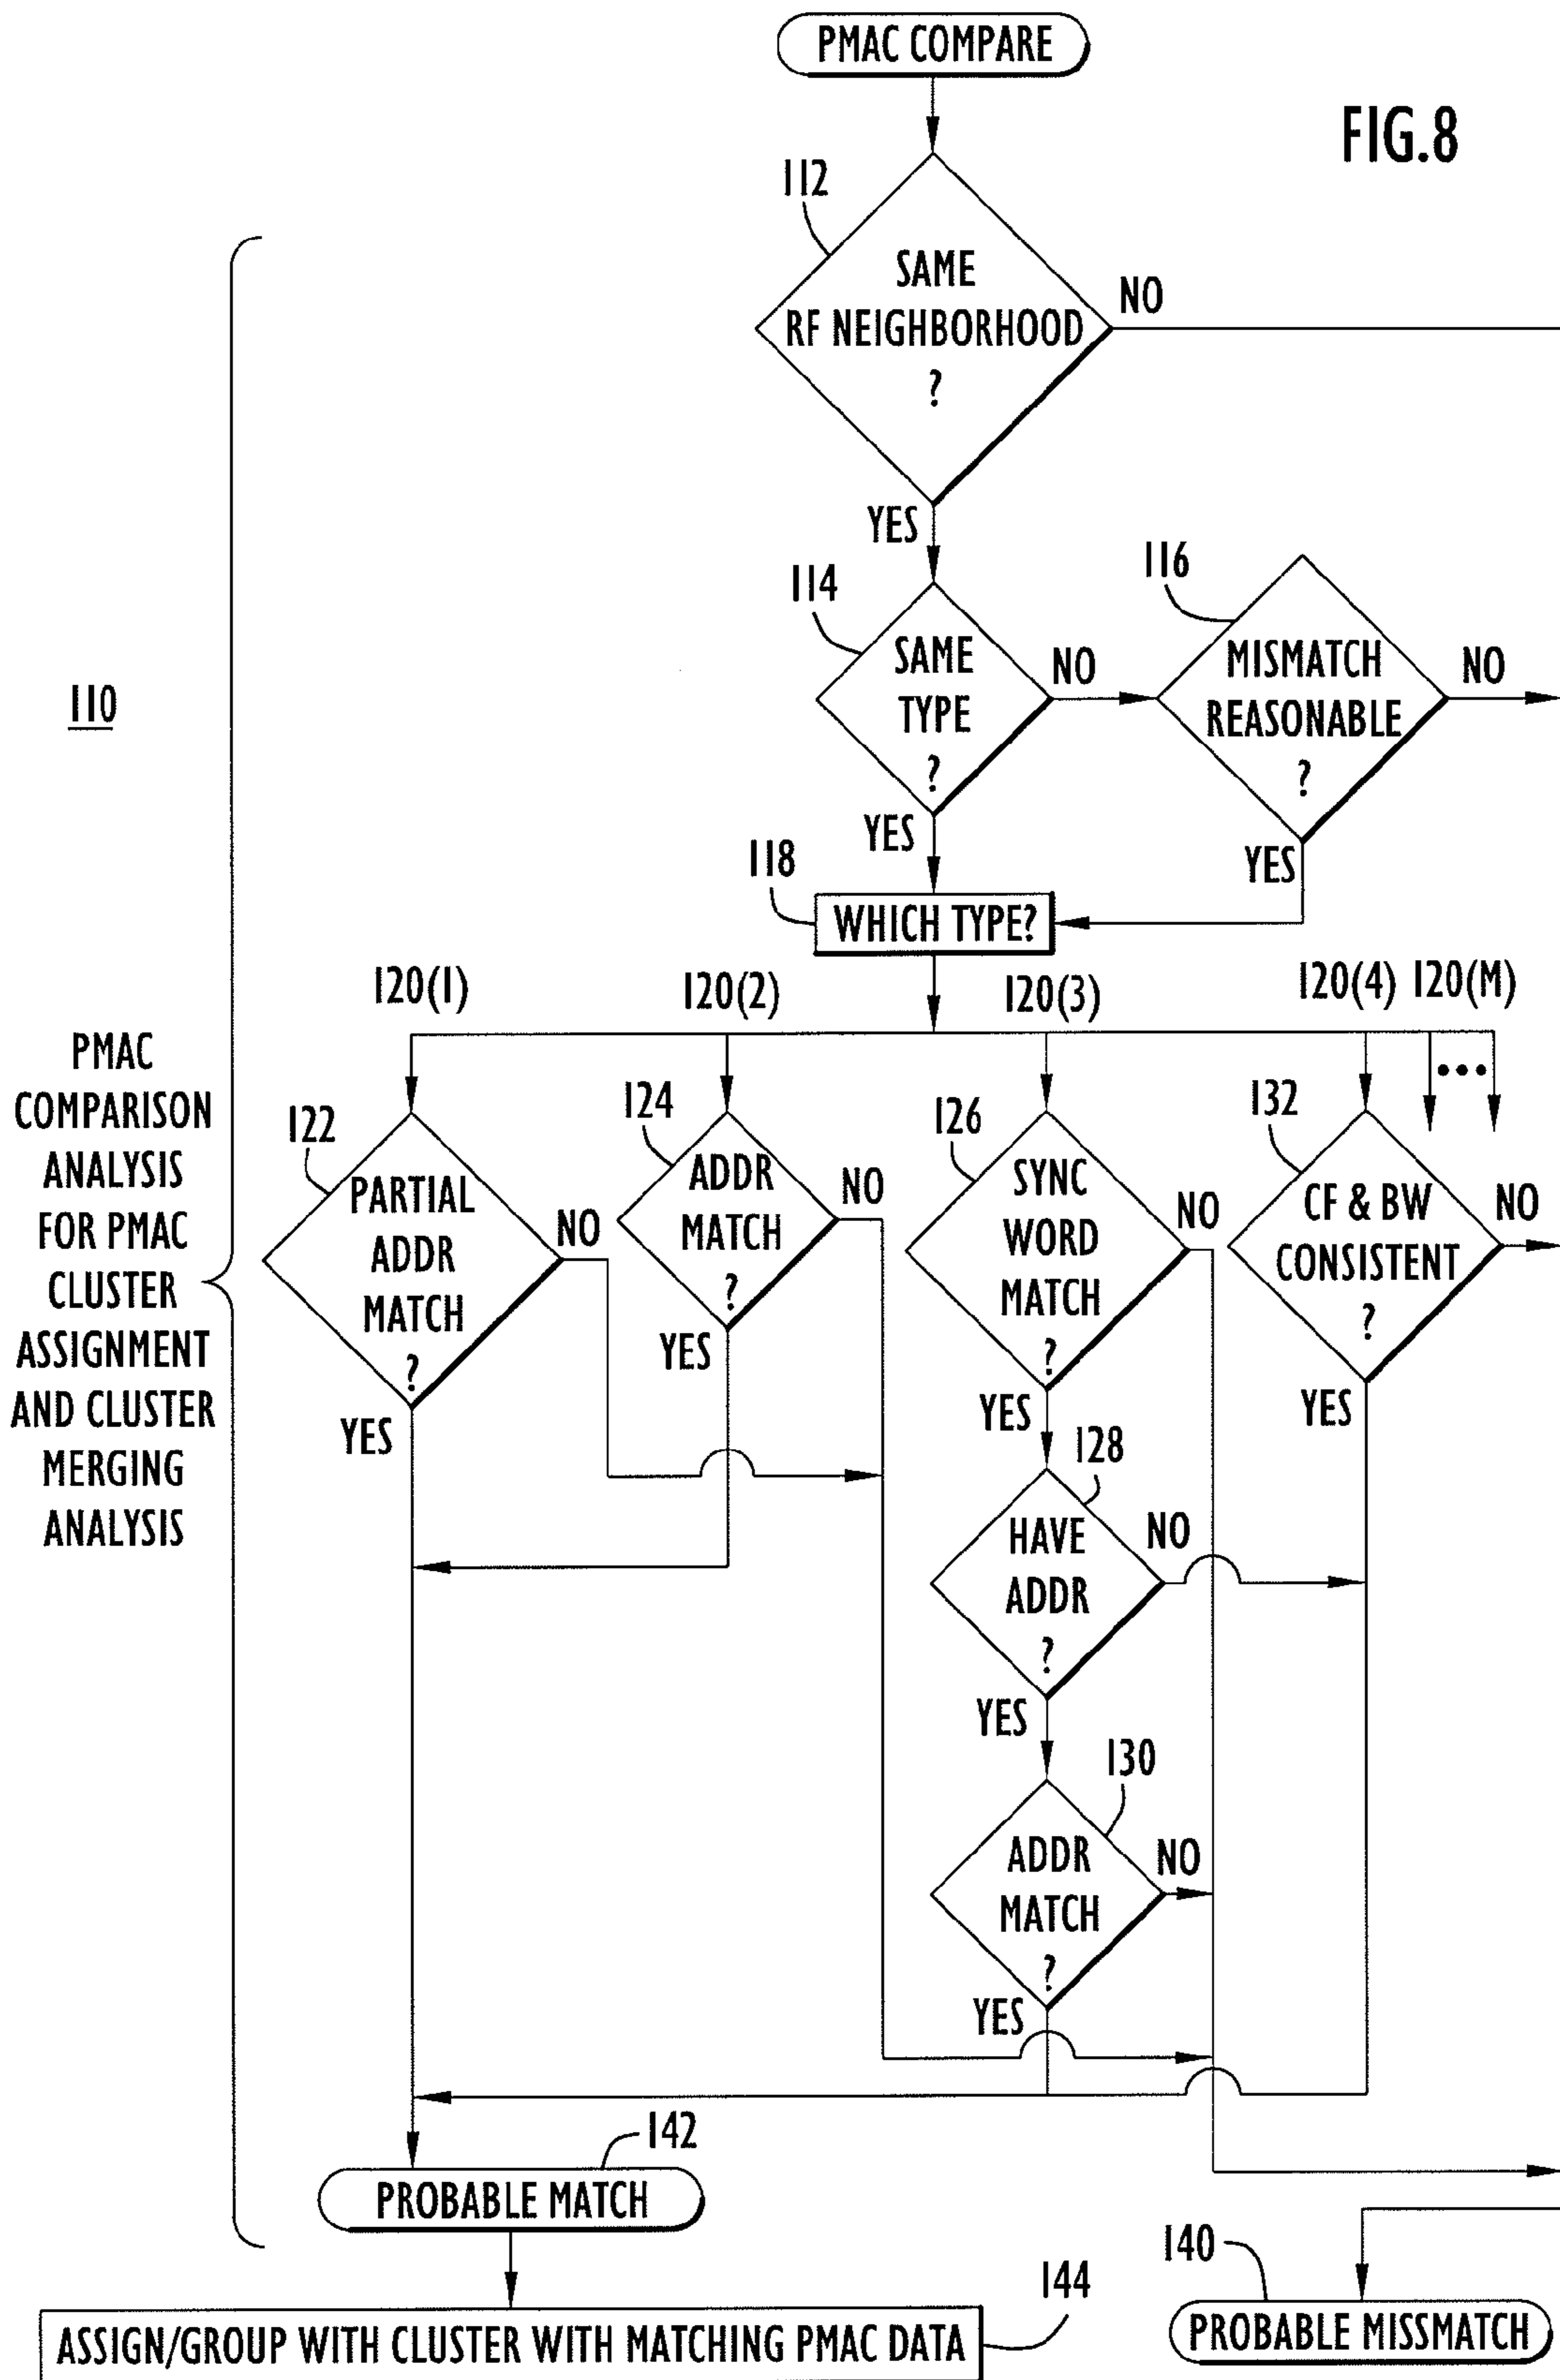 PMAC COMPARE
FIG.8
112
SAME
RF NEIGHBORHOOD
?
NO
YES
114
SAME
TYPE
?
NO
YES
116
MISMATCH
REASONABLE
?
NO
YES
110
118
WHICH TYPE?
120(1)
120(2)
120(3)
120(4)
120(M)
PMAC
COMPARISON
ANALYSIS
FOR PMAC
CLUSTER
ASSIGNMENT
AND CLUSTER
MERGING
ANALYSIS
122
PARTIAL
ADDR
MATCH
?
NO
YES
124
ADDR
MATCH
?
NO
YES
126
SYNC
WORD
MATCH
?
NO
YES
132
CF & BW
CONSISTENT
?
NO
YES
128
HAVE
ADDR
?
NO
YES
130
ADDR
MATCH
?
NO
YES
142
PROBABLE MATCH
140
PROBABLE MISSMATCH
144
ASSIGN/GROUP WITH CLUSTER WITH MATCHING PMAC DATA